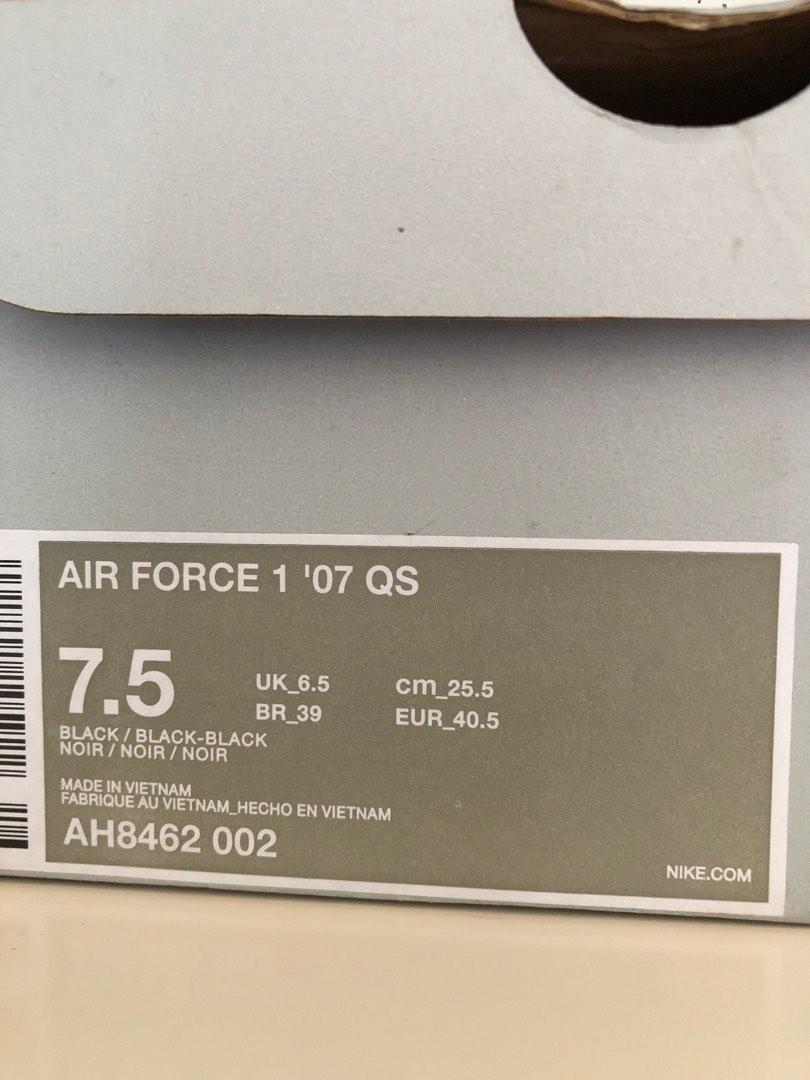 AIR FORCE 1 '07 QS
7.5
UK_6.5 cm_25.5
BR_39 EUR_40.5
BLACK / BLACK-BLACK
NOIR / NOIR / NOIR
MADE IN VIETNAM
FABRIQUE AU VIETNAM_HECHO EN VIETNAM
AH8462 002
NIKE.COM